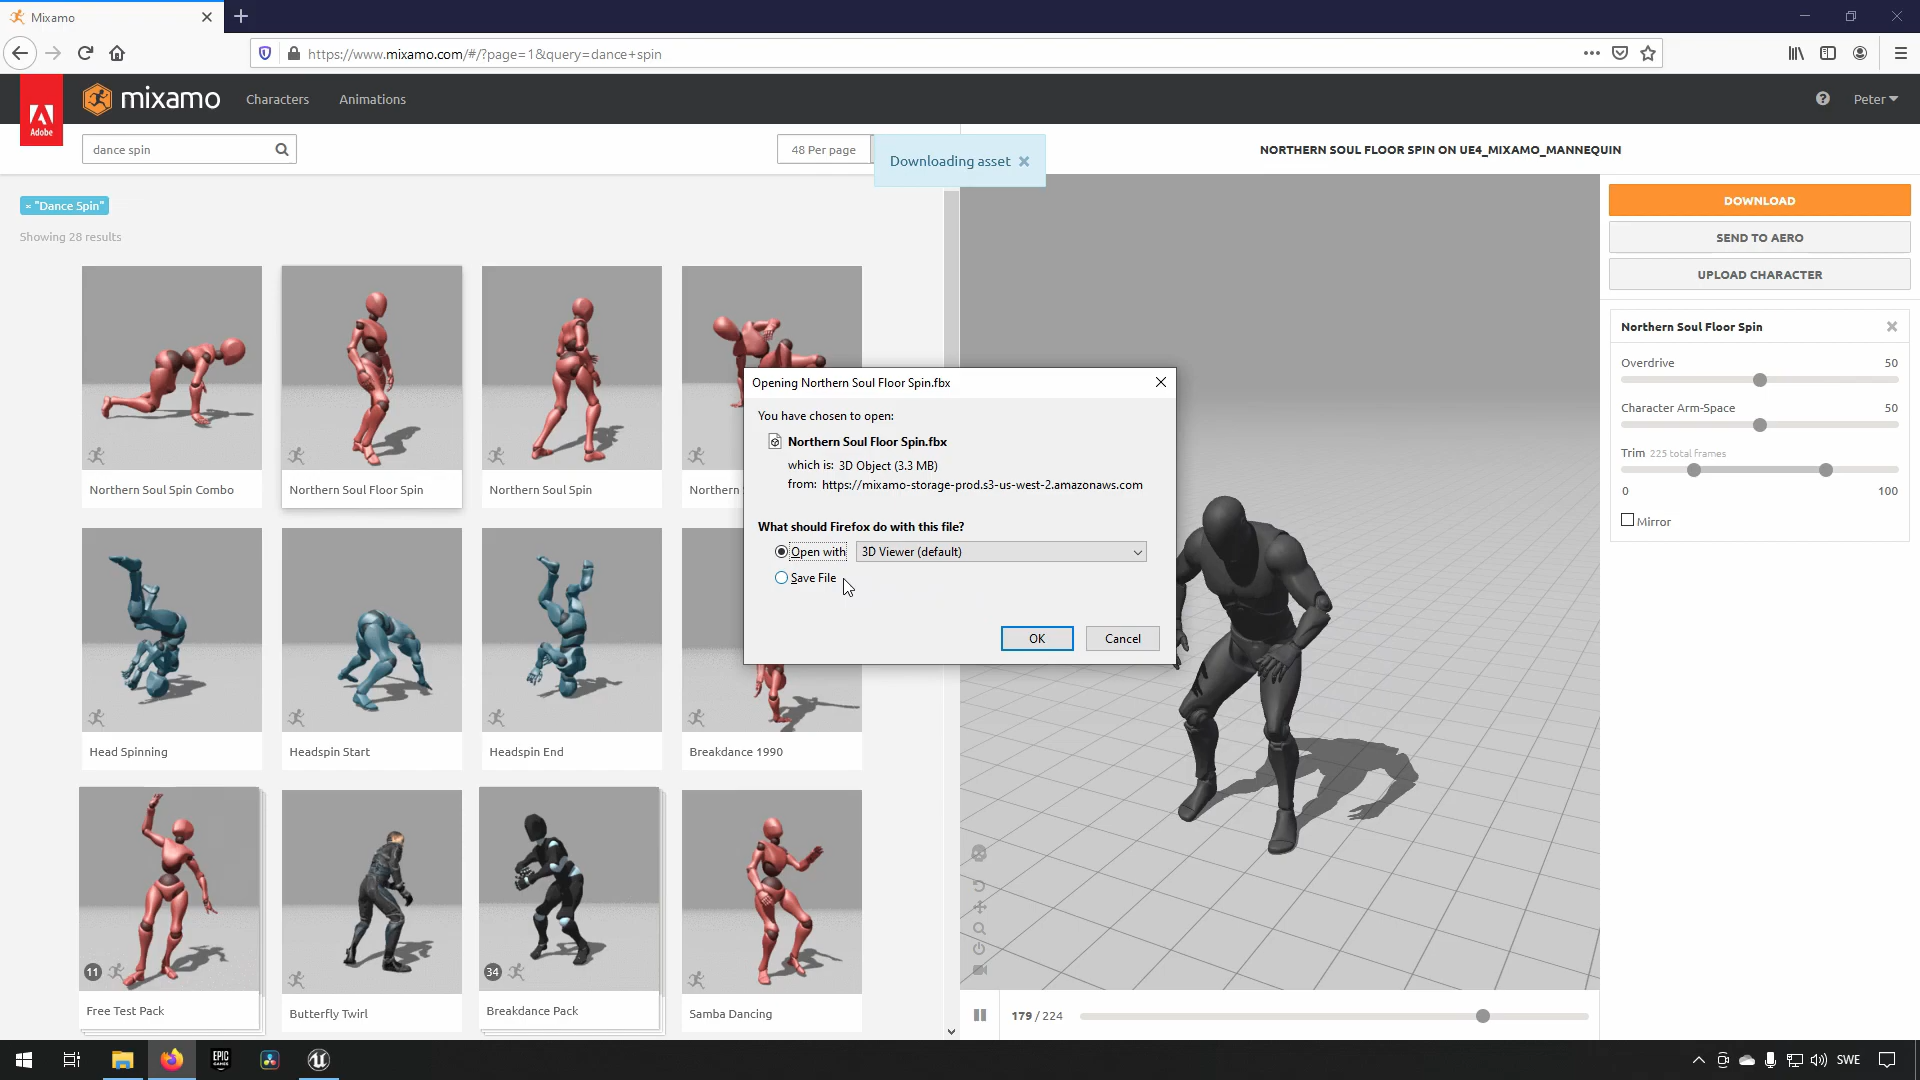 Mixamo
https://www.mixamo.com/#/?page=1&query=dance+spin
Adobe
mixamo
Characters
Animations
Peter
dance spin
48 Per page
Downloading asset
NORTHERN SOUL FLOOR SPIN ON UE4_MIXAMO_MANNEQUIN
× "Dance Spin"
Showing 28 results
DOWNLOAD
SEND TO AERO
UPLOAD CHARACTER
Northern Soul Floor Spin
Overdrive 50
Character Arm-Space 50
Trim 225 total frames
0 100
Mirror
Northern Soul Spin Combo
Northern Soul Floor Spin
Northern Soul Spin
Northern
Opening Northern Soul Floor Spin.fbx
You have chosen to open:
Northern Soul Floor Spin.fbx
which is: 3D Object (3.3 MB)
from: https://mixamo-storage-prod.s3-us-west-2.amazonaws.com
What should Firefox do with this file?
Open with 3D Viewer (default)
Save File
OK
Cancel
Head Spinning
Headspin Start
Headspin End
Breakdance 1990
11
34
Free Test Pack
Butterfly Twirl
Breakdance Pack
Samba Dancing
179 / 224
EPIC
GAMES
SWE